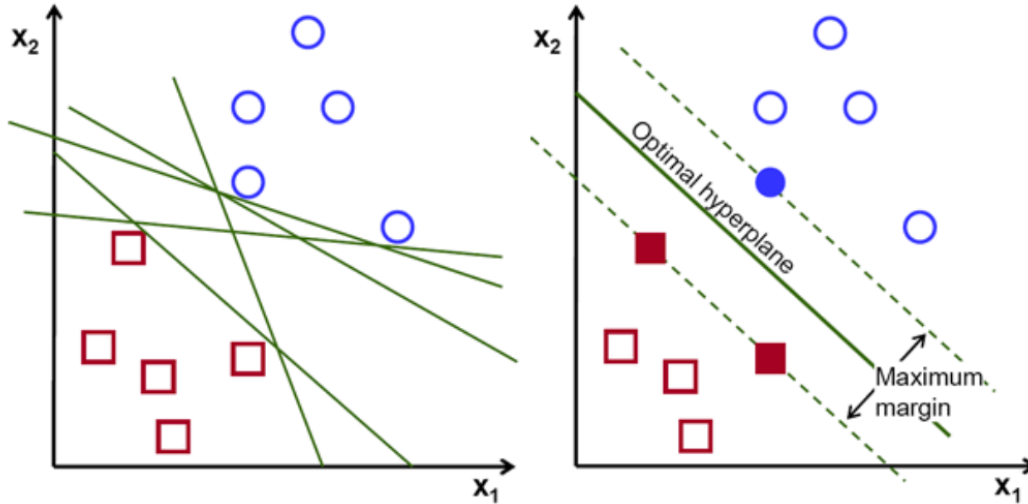 x₂
x₁
x₂
Optimal hyperplane
Maximum
margin
x₁